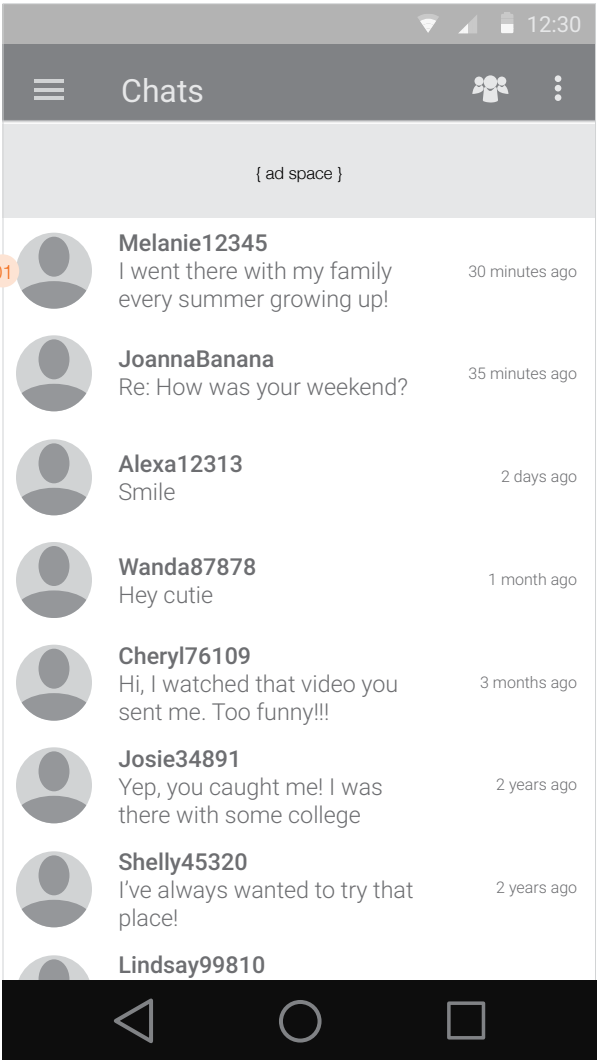 12:30
Chats
{ ad space }
Melanie12345
I went there with my family
every summer growing up!
30 minutes ago
01
JoannaBanana
Re: How was your weekend?
35 minutes ago
Alexa12313
Smile
2 days ago
Wanda87878
Hey cutie
1 month ago
Cheryl76109
Hi, I watched that video you
sent me. Too funny!!!
3 months ago
Josie34891
Yep, you caught me! I was
there with some college
2 years ago
Shelly45320
I’ve always wanted to try that
place!
2 years ago
Lindsay99810